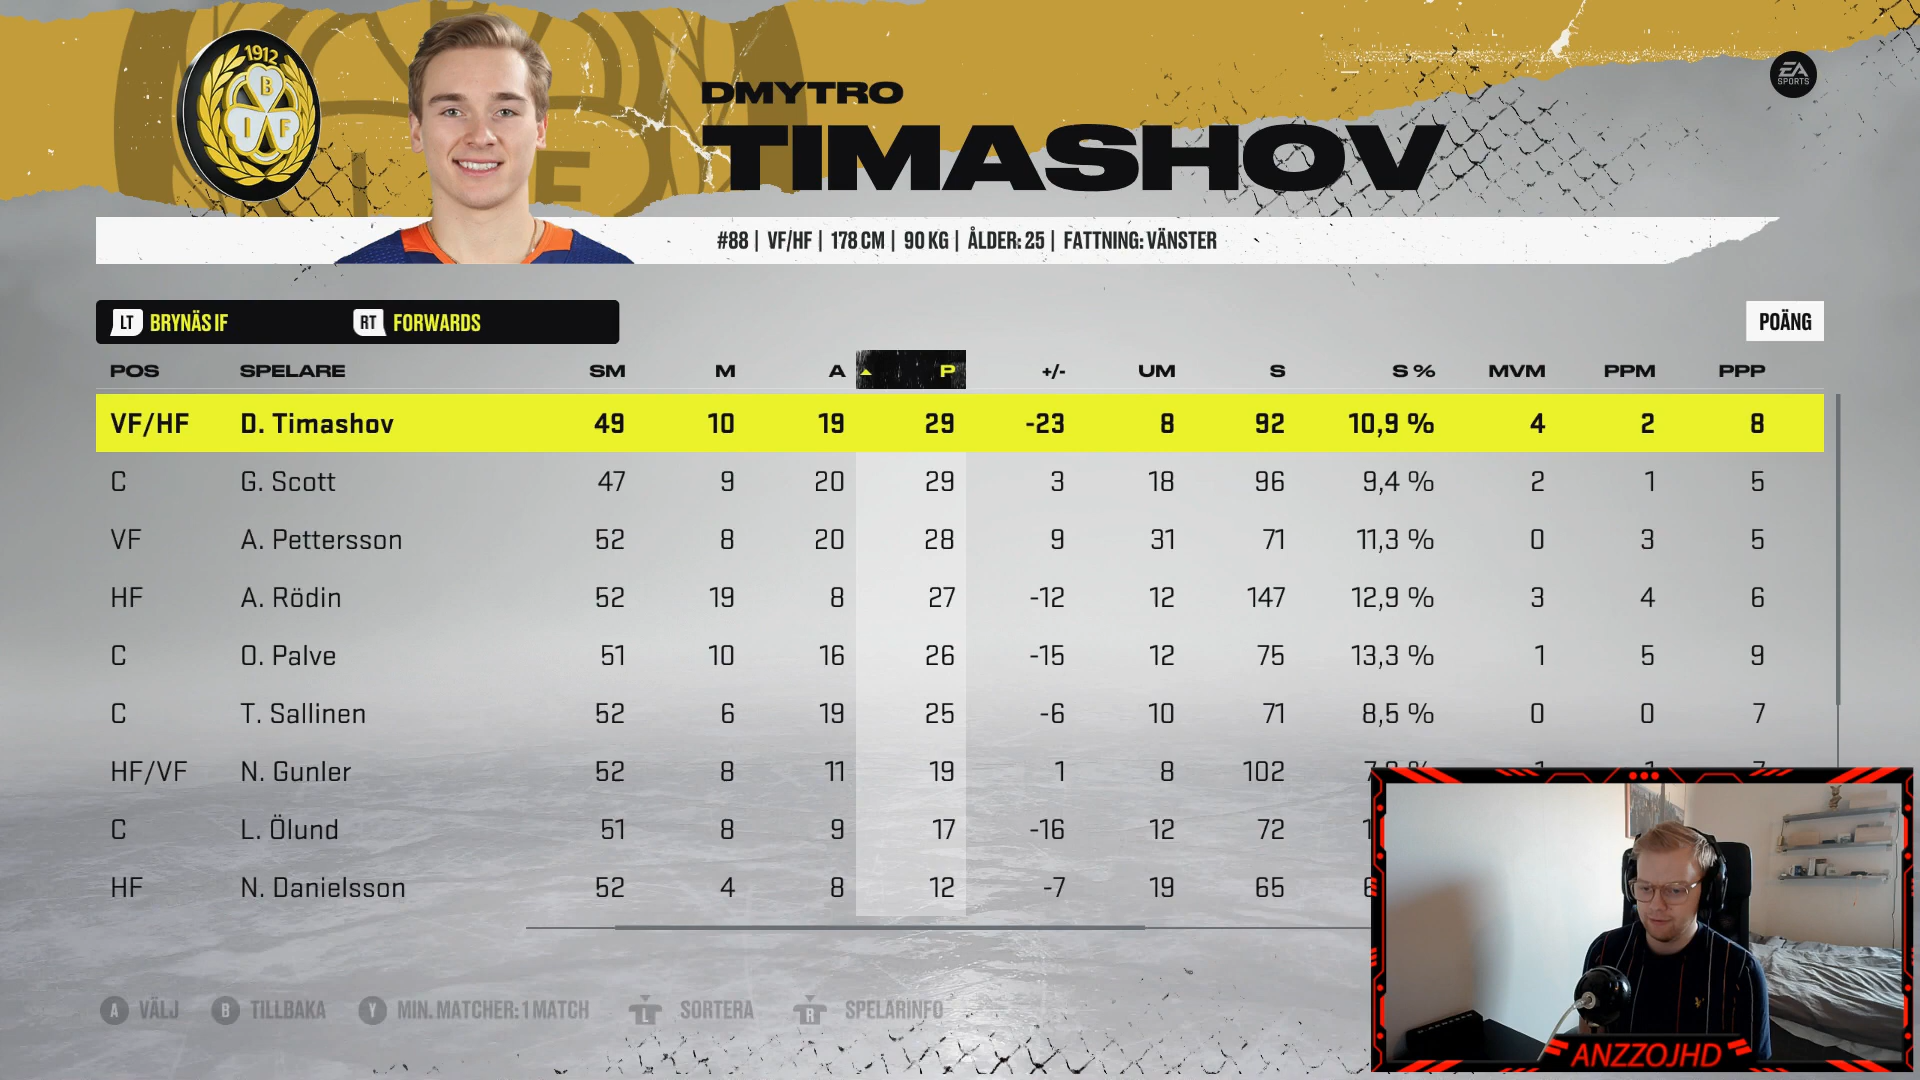 1912
B
I F
DMYTRO
TIMASHOV
EA
SPORTS
#88 | VF/HF | 178 CM | 90 KG | ÅLDER: 25 | FATTNING: VÄNSTER
LT BRYNÄS IF RT FORWARDS
POÄNG
POS SPELARE SM M A P +/- UM S S % MVM PPM PPP
VF/HF D. Timashov 49 10 19 29 -23 8 92 10,9 % 4 2 8
C G. Scott 47 9 20 29 3 18 96 9,4 % 2 1 5
VF A. Pettersson 52 8 20 28 9 31 71 11,3 % 0 3 5
HF A. Rödin 52 19 8 27 -12 12 147 12,9 % 3 4 6
C O. Palve 51 10 16 26 -15 12 75 13,3 % 1 5 9
C T. Sallinen 52 6 19 25 -6 10 71 8,5 % 0 0 7
HF/VF N. Gunler 52 8 11 19 1 8 102
C L. Ölund 51 8 9 17 -16 12 72
HF N. Danielsson 52 4 8 12 -7 19 65
A VÄLJ B TILLBAKA Y MIN. MATCHER: 1 MATCH L SORTERA R SPELARINFO
ANZZOJHD